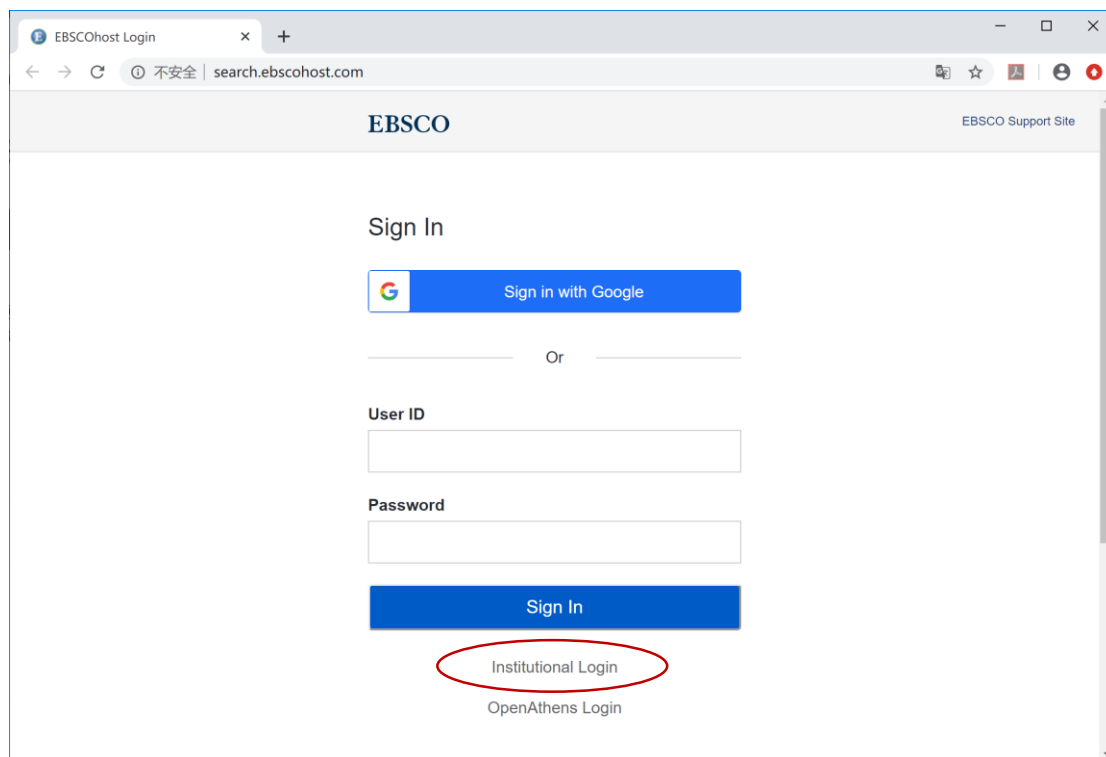 EBSCOhost Login
不安全 search.ebscohost.com
EBSCO
EBSCO Support Site
Sign In
Sign in with Google
Or
User ID
Password
Sign In
Institutional Login
OpenAthens Login